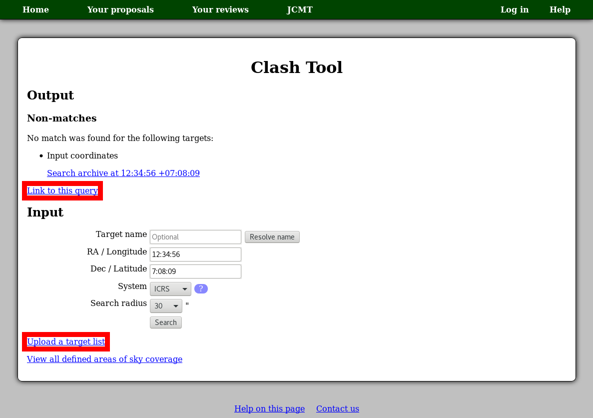 Home Your proposals Your reviews JCMT Log in Help
Clash Tool
Output
Non-matches
No match was found for the following targets:
Input coordinates
Search archive at 12:34:56 +07:08:09
Link to this query
Input
Target name Optional Resolve name
RA / Longitude 12:34:56
Dec / Latitude 7:08:09
System ICRS ?
Search radius 30 "
Search
Upload a target list
View all defined areas of sky coverage
Help on this page Contact us